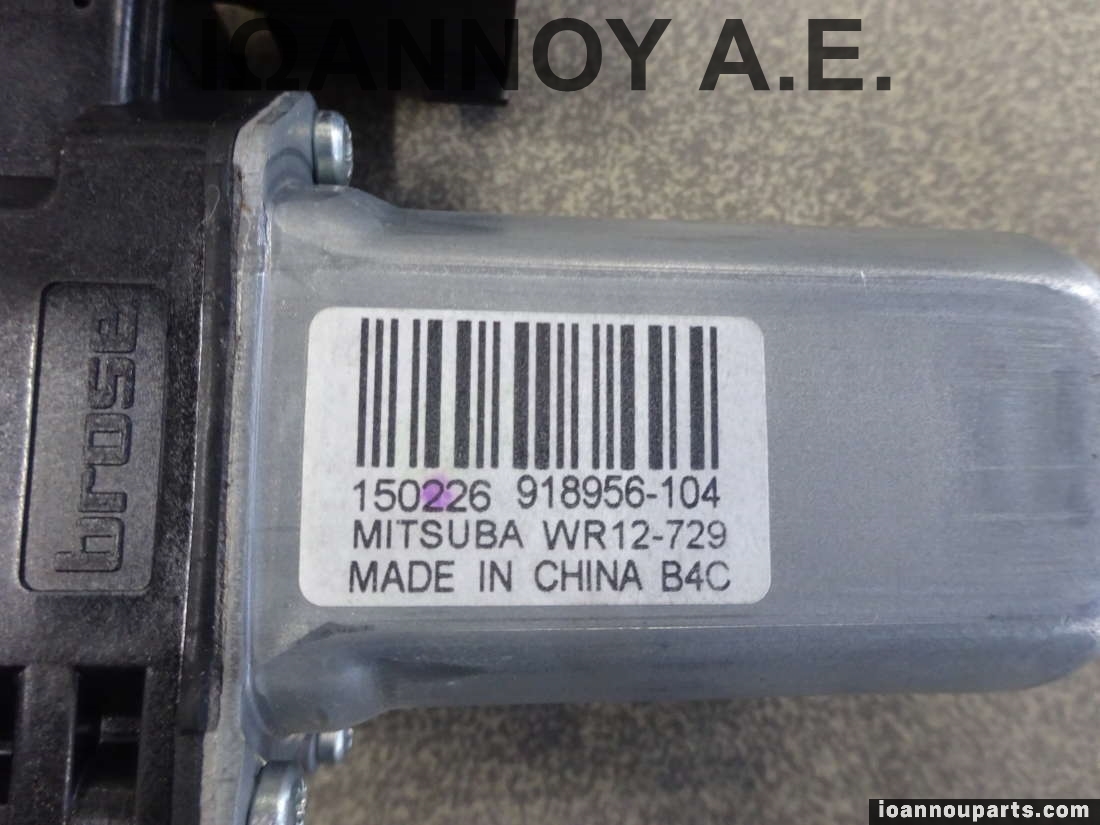 ΙΩΑΝΝΟΥ Α.Ε.
brose
150226 918956-104
MITSUBA WR12-729
MADE IN CHINA B4C
ioannouparts.com